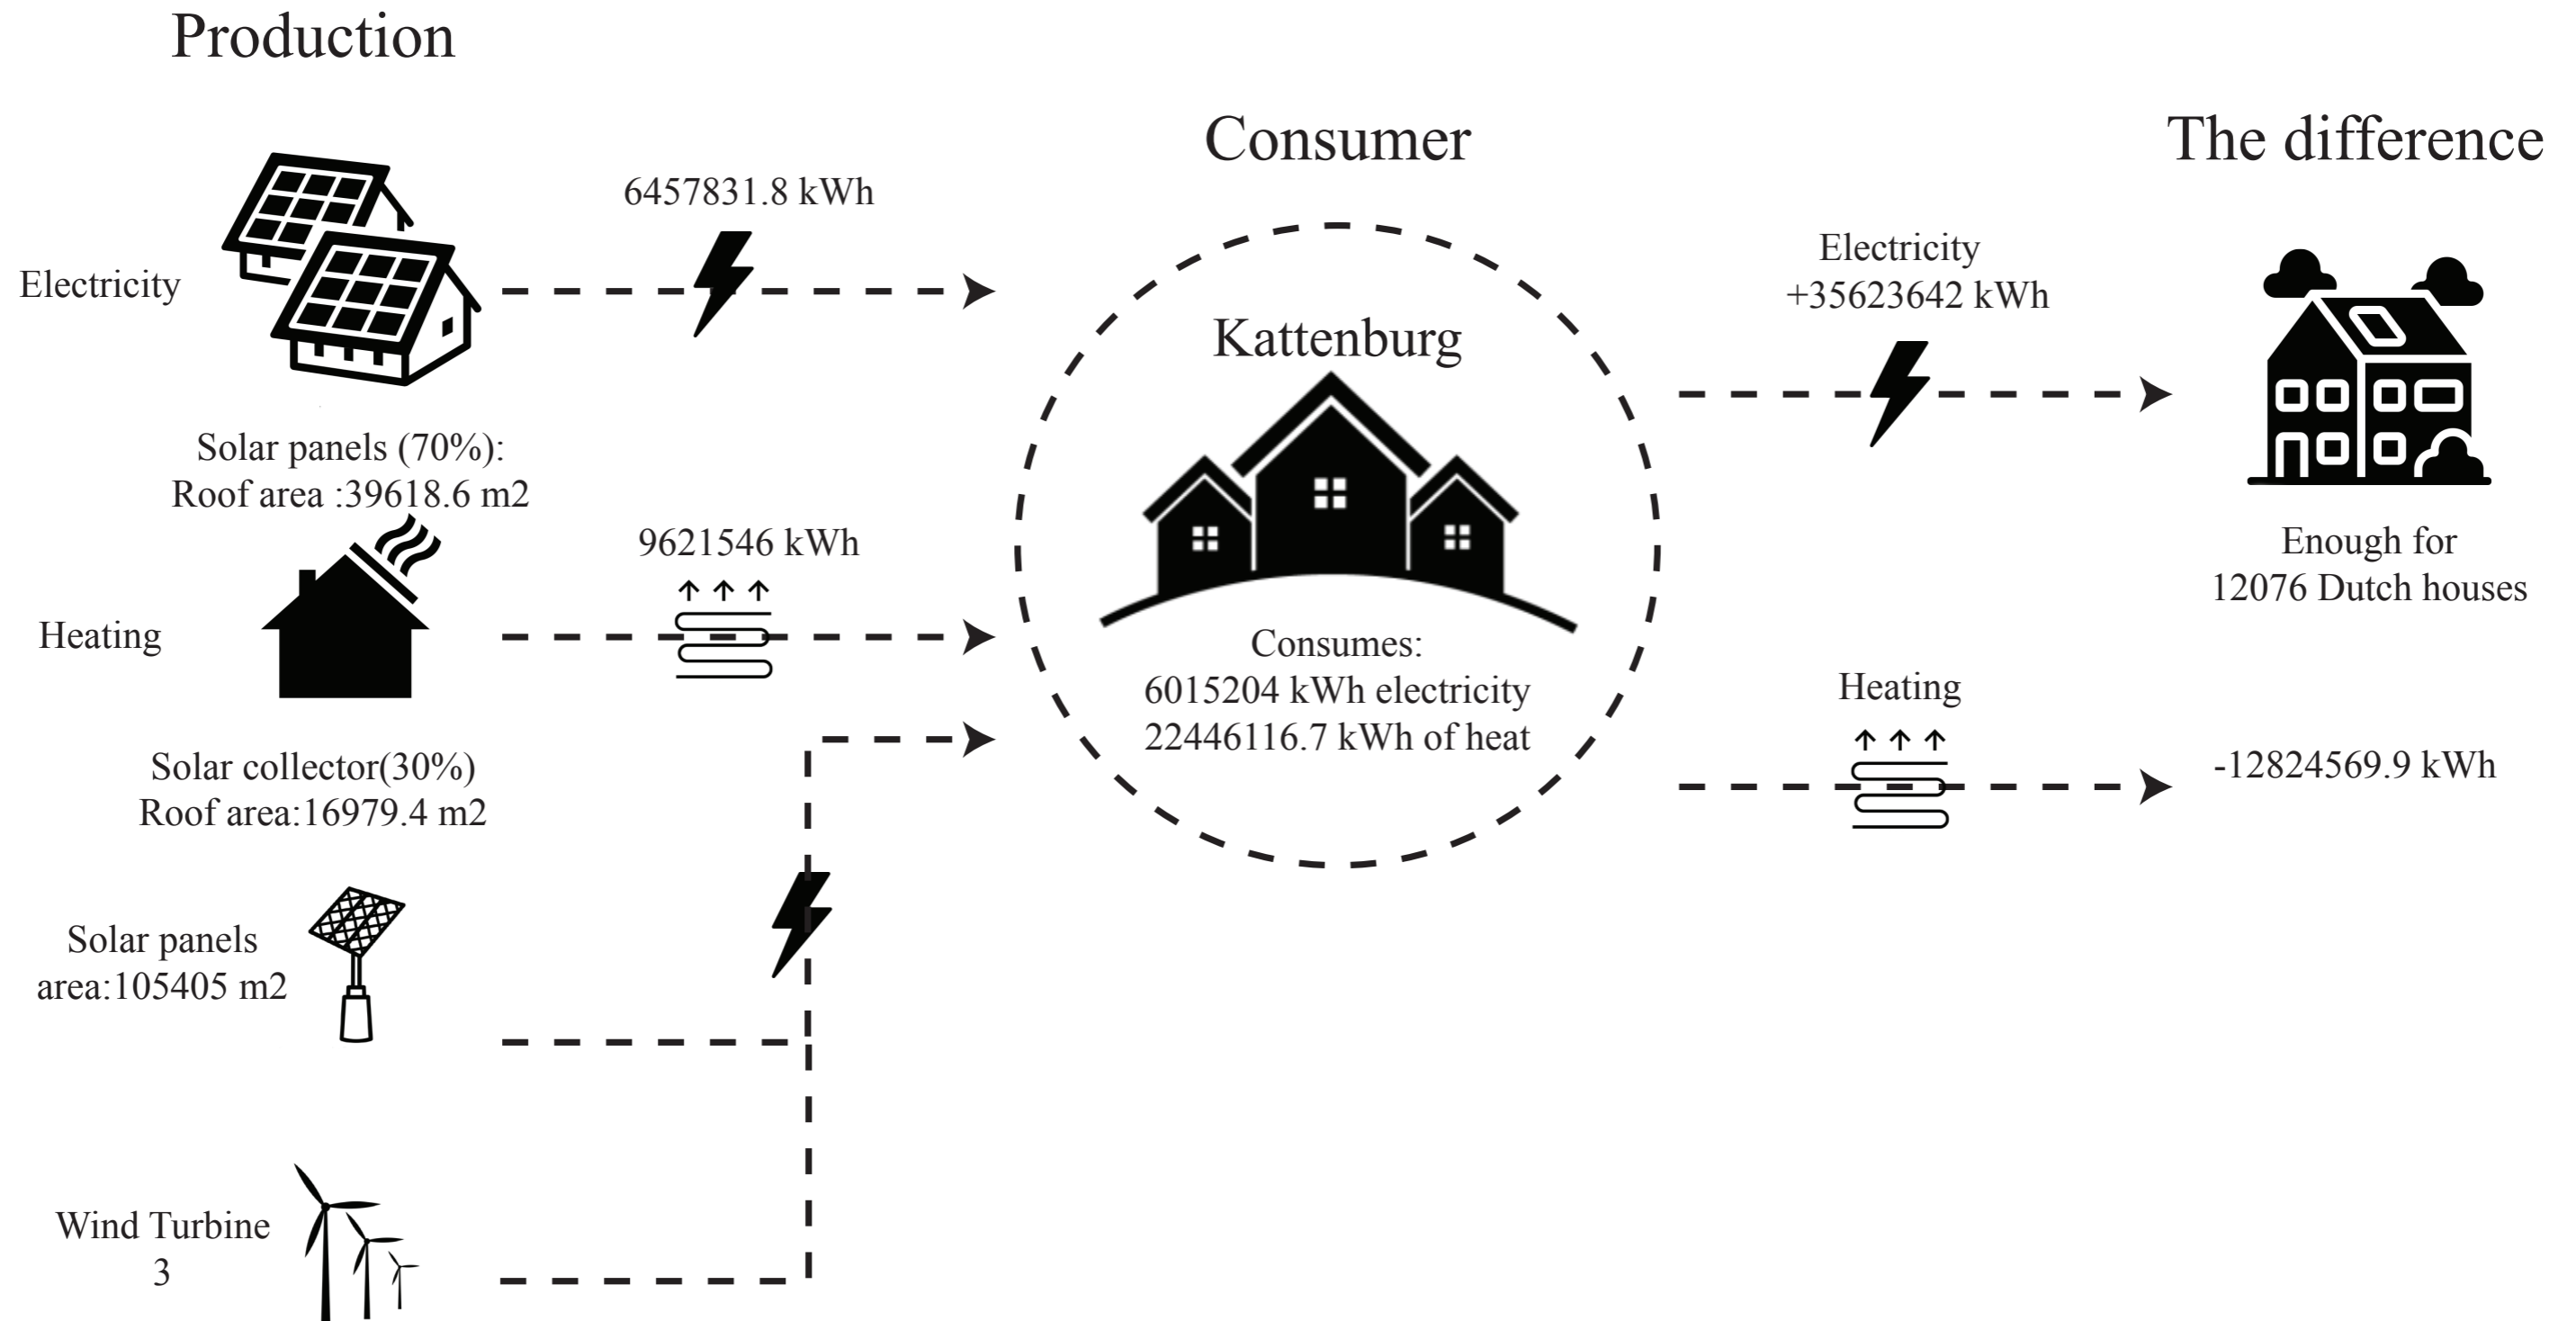 Production
Electricity
6457831.8 kWh
Solar panels (70%):
Roof area :39618.6 m2
Heating
9621546 kWh
Solar collector(30%)
Roof area:16979.4 m2
Solar panels
area:105405 m2
Wind Turbine
3
Consumer
Kattenburg
Consumes:
6015204 kWh electricity
22446116.7 kWh of heat
The difference
Electricity
+35623642 kWh
Enough for
12076 Dutch houses
Heating
-12824569.9 kWh